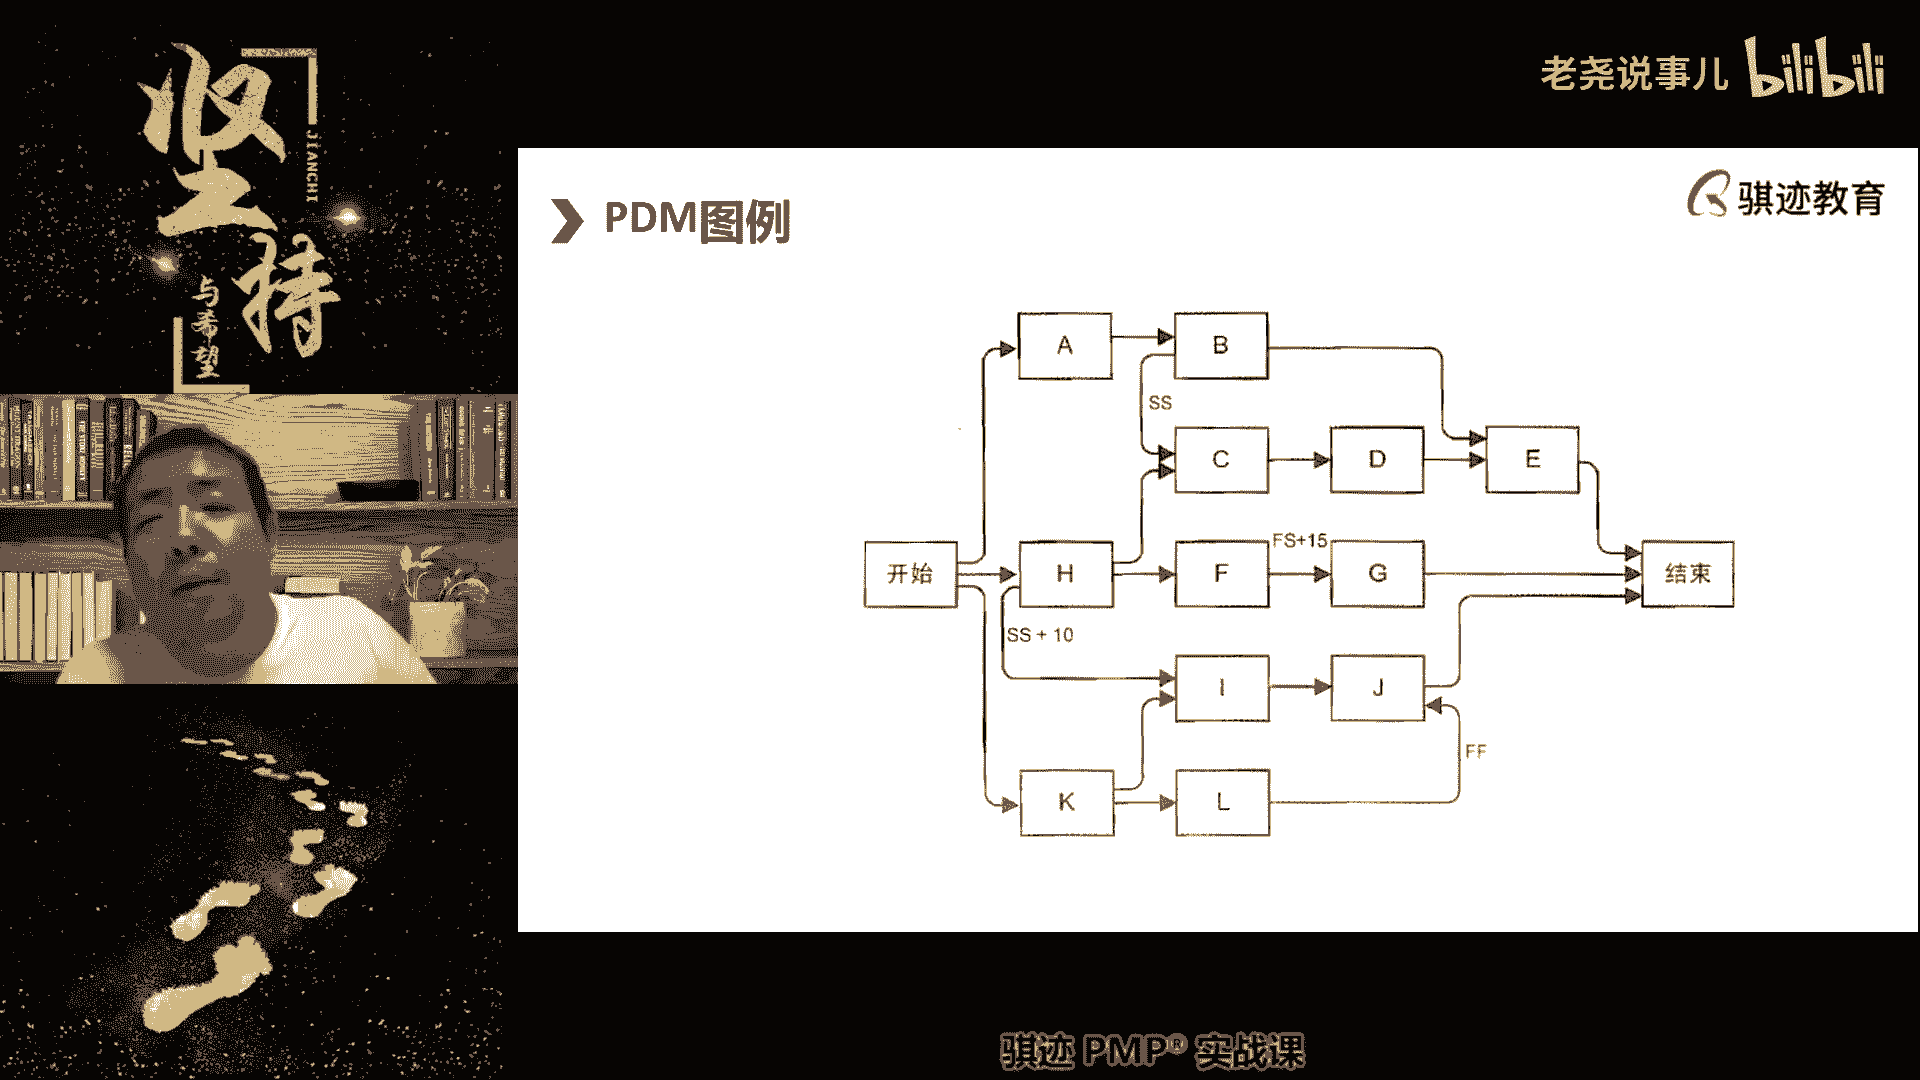 坚持
JIANCHI
与希望
老尧说事儿 bilibili
骐迹教育
PDM图例
A
B
SS
C
D
E
开始
H
F
FS+15
G
结束
SS + 10
I
J
FF
K
L
骐迹 PMP® 实战课